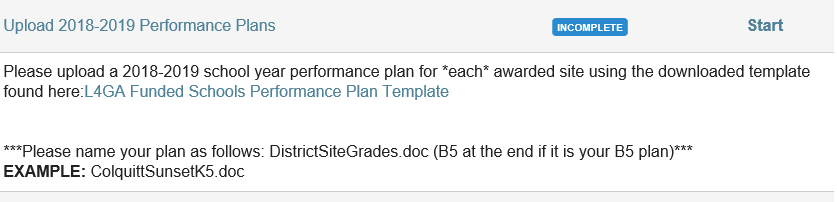 Upload 2018-2019 Performance Plans INCOMPLETE Start
Please upload a 2018-2019 school year performance plan for *each* awarded site using the downloaded template
found here:L4GA Funded Schools Performance Plan Template
***Please name your plan as follows: DistrictSiteGrades.doc (B5 at the end if it is your B5 plan)***
EXAMPLE: ColquittSunsetK5.doc